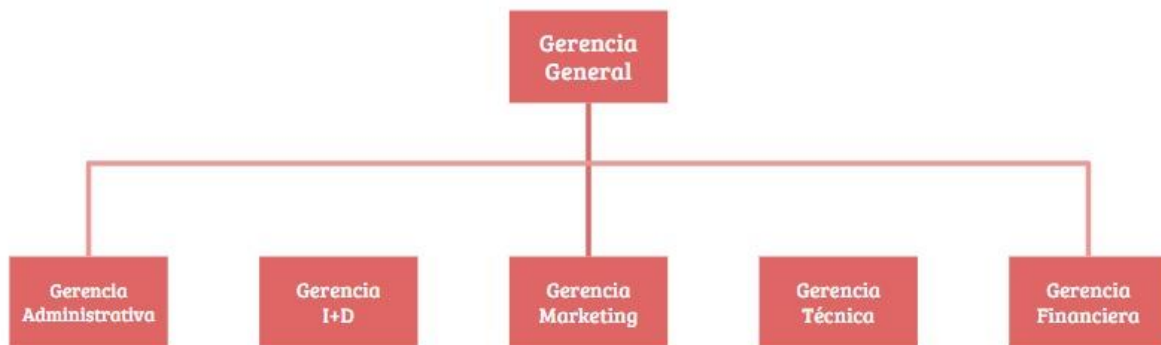 Gerencia
General
Gerencia
Administrativa
Gerencia
I+D
Gerencia
Marketing
Gerencia
Técnica
Gerencia
Financiera